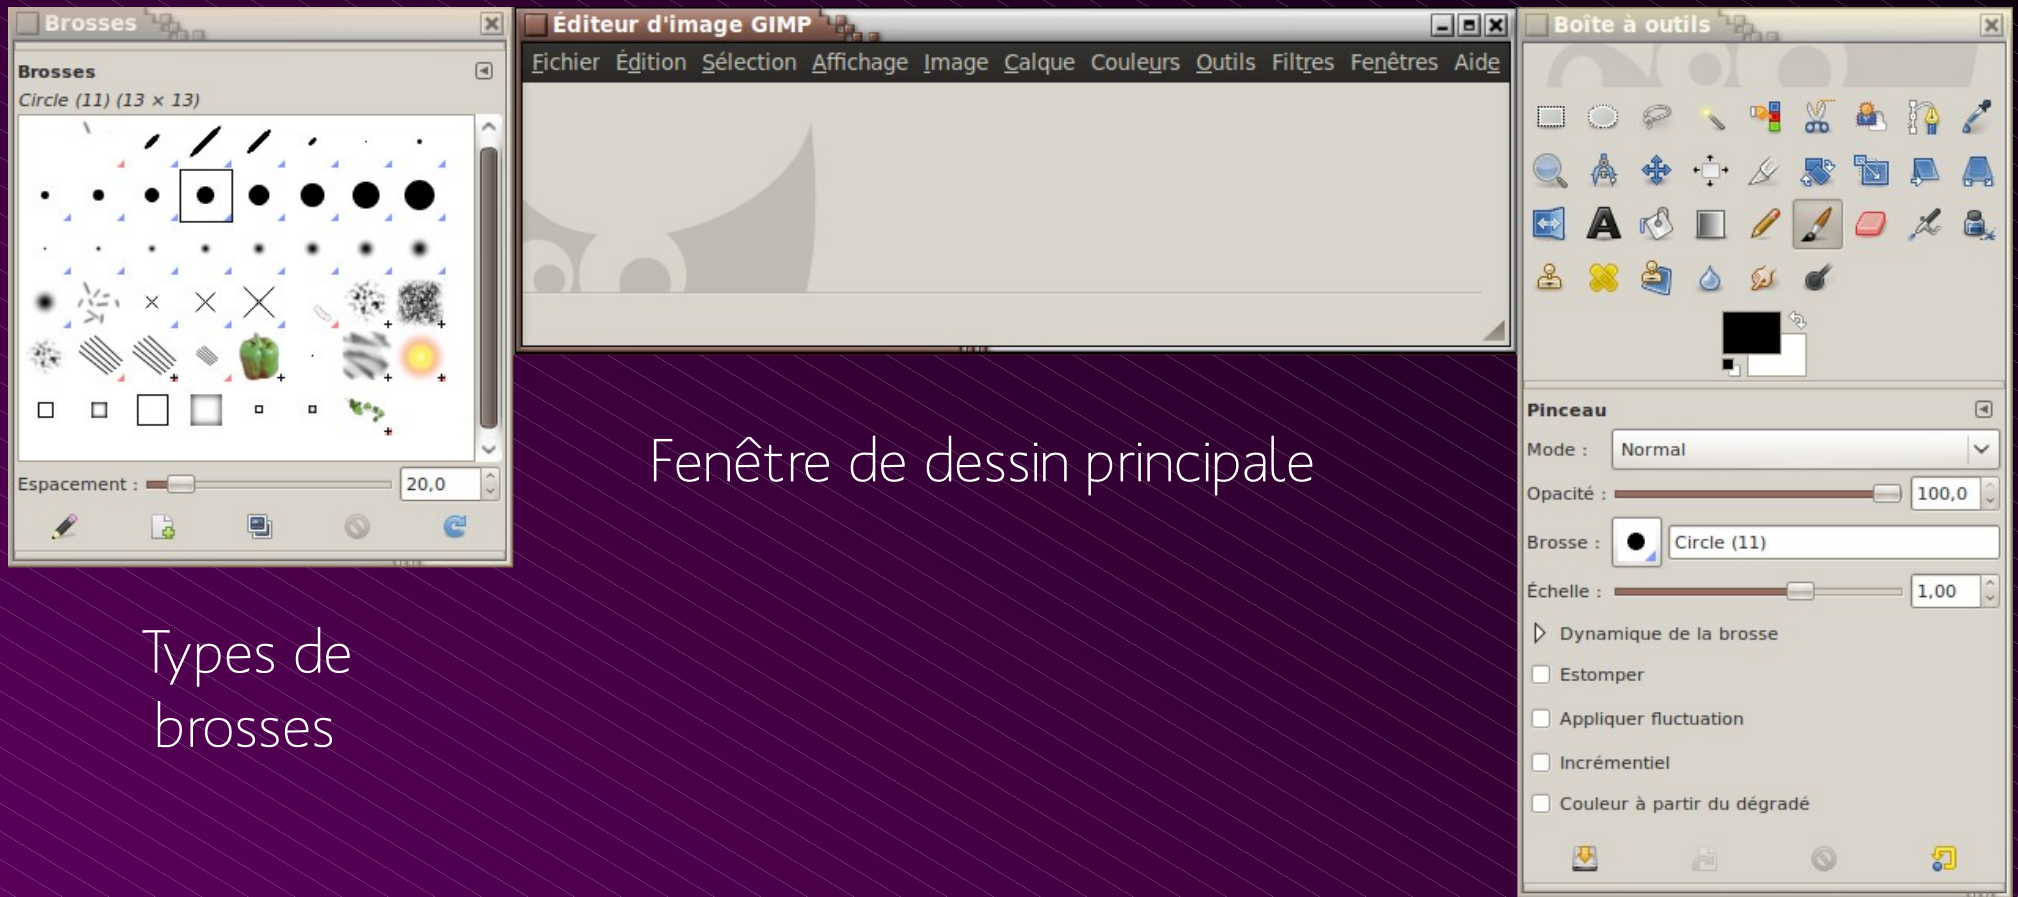 Brosses
Brosses
Circle (11) (13 × 13)
Espacement :
20,0
Types de
brosses
Éditeur d'image GIMP
Fichier Édition Sélection Affichage Image Calque Couleurs Outils Filtres Fenêtres Aide
Fenêtre de dessin principale
Boîte à outils
A
Pinceau
Mode : Normal
Opacité : 100,0
Brosse : Circle (11)
Échelle : 1,00
Dynamique de la brosse
Estomper
Appliquer fluctuation
Incrémentiel
Couleur à partir du dégradé